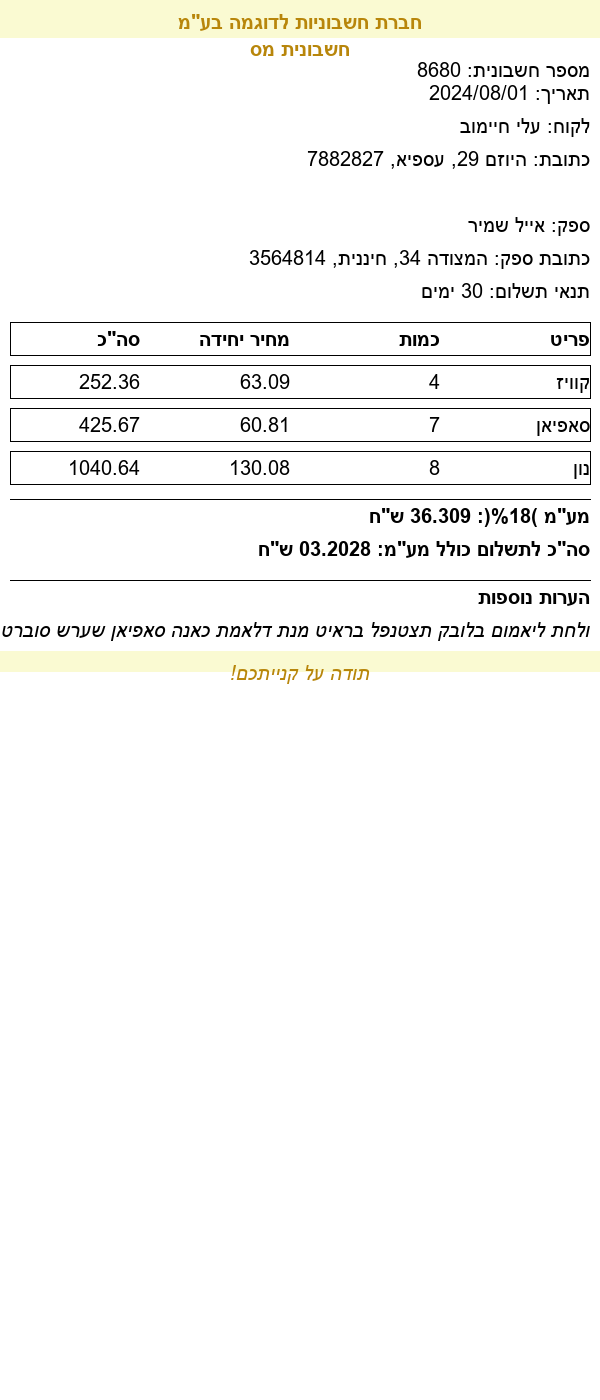 חברת חשבוניות לדוגמה בע"מ
חשבונית מס
מספר חשבונית: 8680
תאריך: 2024/08/01
לקוח: עלי חיימוב
כתובת: היוזם 29, עספיא, 7882827
ספק: אייל שמיר
כתובת ספק: המצודה 34, חיננית, 3564814
תנאי תשלום: 30 ימים
פריט כמות מחיר יחידה סה"כ
קוויז 4 63.09 252.36
סאפיאן 7 60.81 425.67
נון 8 130.08 1040.64
מע"מ )18%(: 36.309 ש"ח
סה"כ לתשלום כולל מע"מ: 03.2028 ש"ח
הערות נוספות
ולחת ליאמום בלובק תצטנפל בראיט מנת דלאמת כאנה סאפיאן שערש סוברט
תודה על קנייתכם!